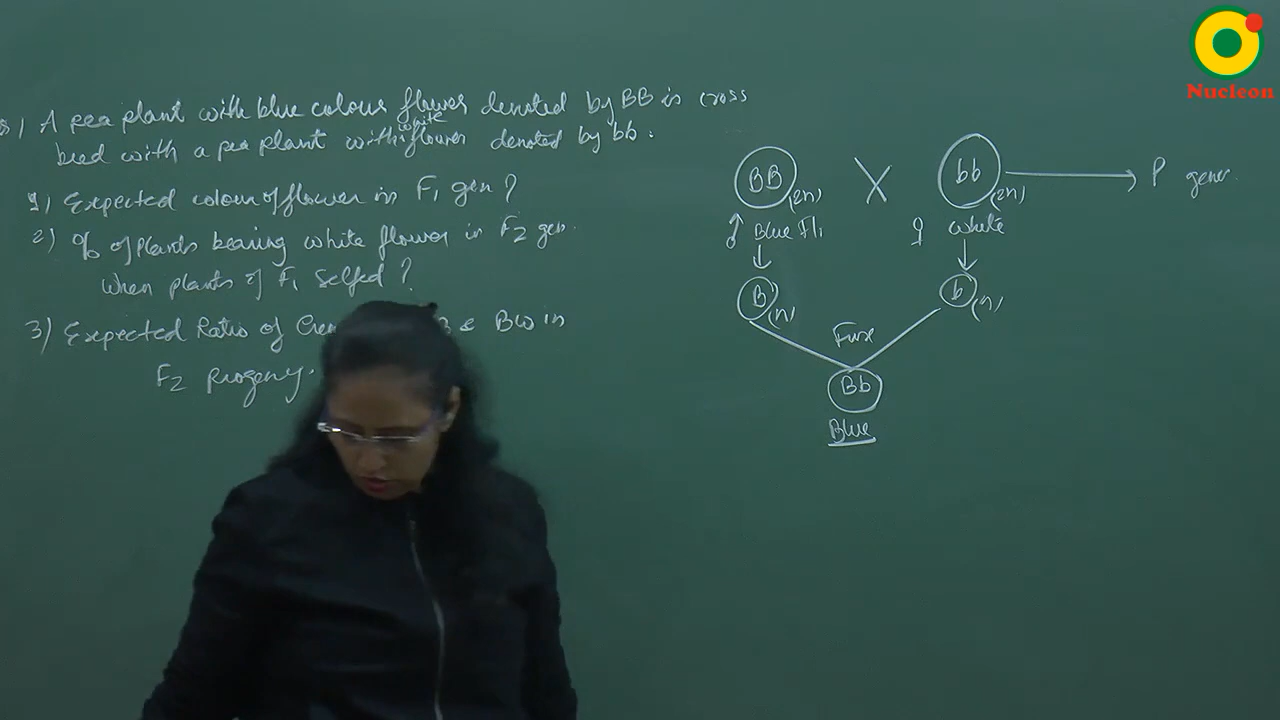 Nucleon
A pea plant with blue colour flower denoted by BB is cross
white
bred with a pea plant with flower denoted by bb.
1) Expected colour of flower in F1 gen?
2) % of plants bearing white flower in F2 gen.
when plants of F1 selfed?
3) Expected Ratio of B & in
F2 progeny.
BB (2n) X bb (2n) → P gener.
♂ Blue Fl. ♀ white
B (n) b (n)
Fuse
Bb
Blue